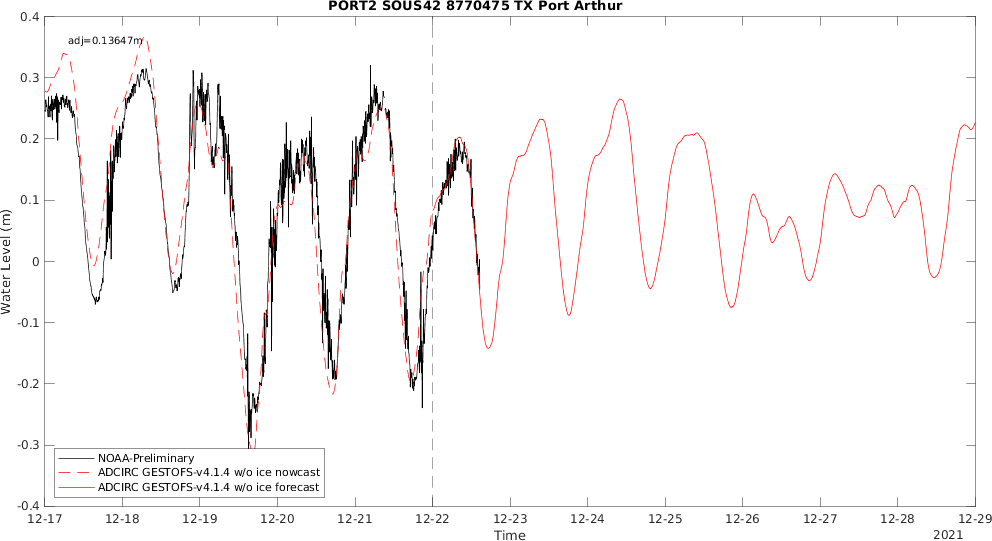 PORT2 SOUS42 8770475 TX Port Arthur
0.4
adj=0.13647m
0.3
0.2
0.1
0
-0.1
-0.2
-0.3
-0.4
Water Level (m)
NOAA-Preliminary
ADCIRC GESTOFS-v4.1.4 w/o ice nowcast
ADCIRC GESTOFS-v4.1.4 w/o ice forecast
12-17 12-18 12-19 12-20 12-21 12-22 12-23 12-24 12-25 12-26 12-27 12-28 12-29
Time
2021